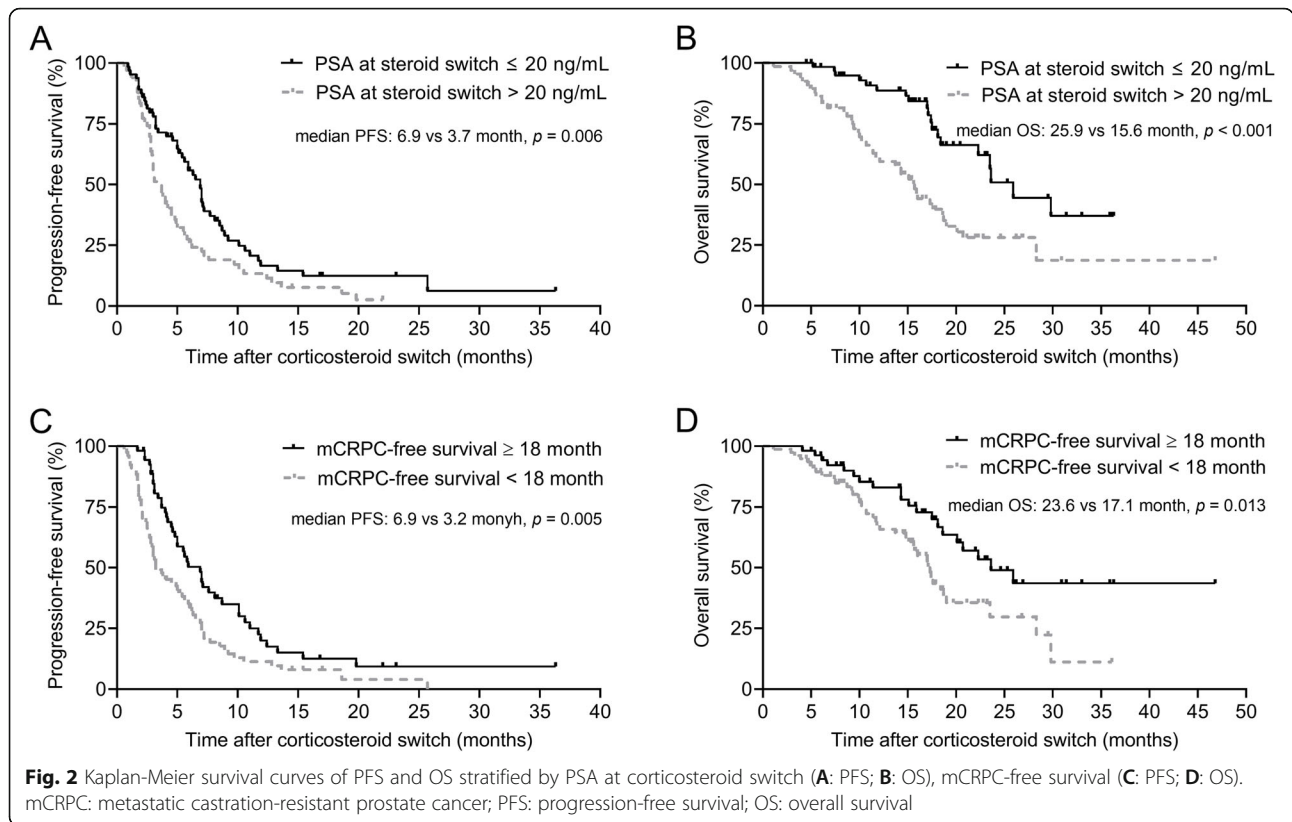 A
Progression-free survival (%)
100
75
50
25
0
0 5 10 15 20 25 30 35 40
Time after corticosteroid switch (months)
PSA at steroid switch ≤ 20 ng/mL
PSA at steroid switch > 20 ng/mL
median PFS: 6.9 vs 3.7 month, p = 0.006
B
Overall survival (%)
100
75
50
25
0
0 5 10 15 20 25 30 35 40 45 50
Time after corticosteroid switch (months)
PSA at steroid switch ≤ 20 ng/mL
PSA at steroid switch > 20 ng/mL
median OS: 25.9 vs 15.6 month, p < 0.001
C
Progression-free survival (%)
100
75
50
25
0
0 5 10 15 20 25 30 35 40
Time after corticosteroid switch (months)
mCRPC-free survival ≥ 18 month
mCRPC-free survival < 18 month
median PFS: 6.9 vs 3.2 monyh, p = 0.005
D
Overall survival (%)
100
75
50
25
0
0 5 10 15 20 25 30 35 40 45 50
Time after corticosteroid switch (months)
mCRPC-free survival ≥ 18 month
mCRPC-free survival < 18 month
median OS: 23.6 vs 17.1 month, p = 0.013
Fig. 2 Kaplan-Meier survival curves of PFS and OS stratified by PSA at corticosteroid switch (A: PFS; B: OS), mCRPC-free survival (C: PFS; D: OS).
mCRPC: metastatic castration-resistant prostate cancer; PFS: progression-free survival; OS: overall survival